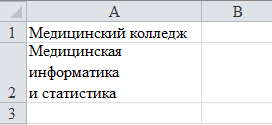 A B
1 Медицинский колледж
Медицинская
информатика
2 и статистика
3